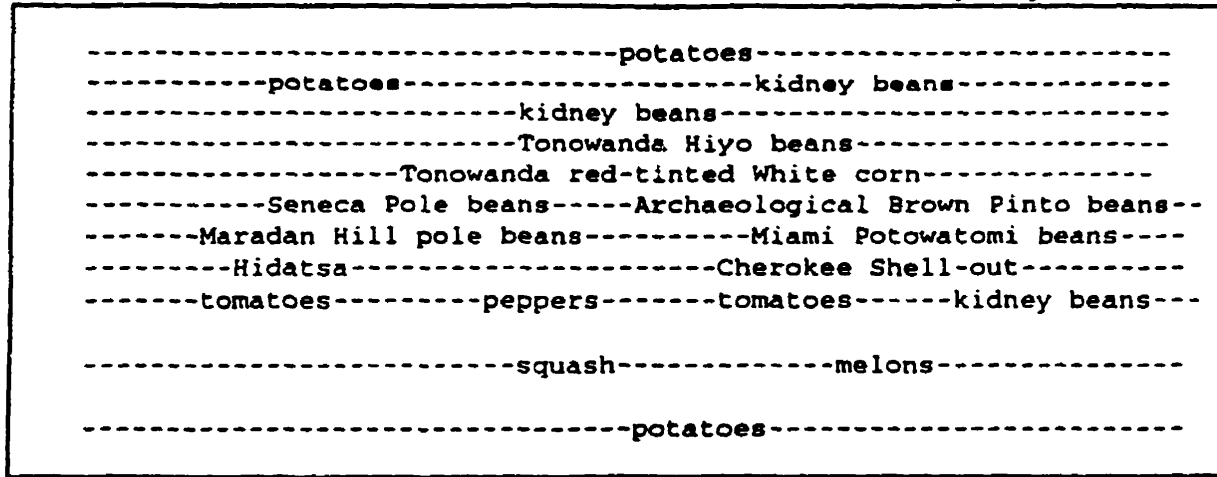 --------------------------------potatoes-------------------------
-----------potatoes---------------------kidney beans-------------
--------------------------kidney beans---------------------------
--------------------------Tonowanda Hiyo beans-------------------
-------------------Tonowanda red-tinted White corn--------------
-----------Seneca Pole beans-----Archaeological Brown Pinto beans--
-------Maradan Hill pole beans----------Miami Potowatomi beans----
---------Hidatsa----------------------Cherokee Shell-out----------
-------tomatoes---------peppers-------tomatoes------kidney beans---
--------------------------squash-------------melons---------------
---------------------------------potatoes-------------------------